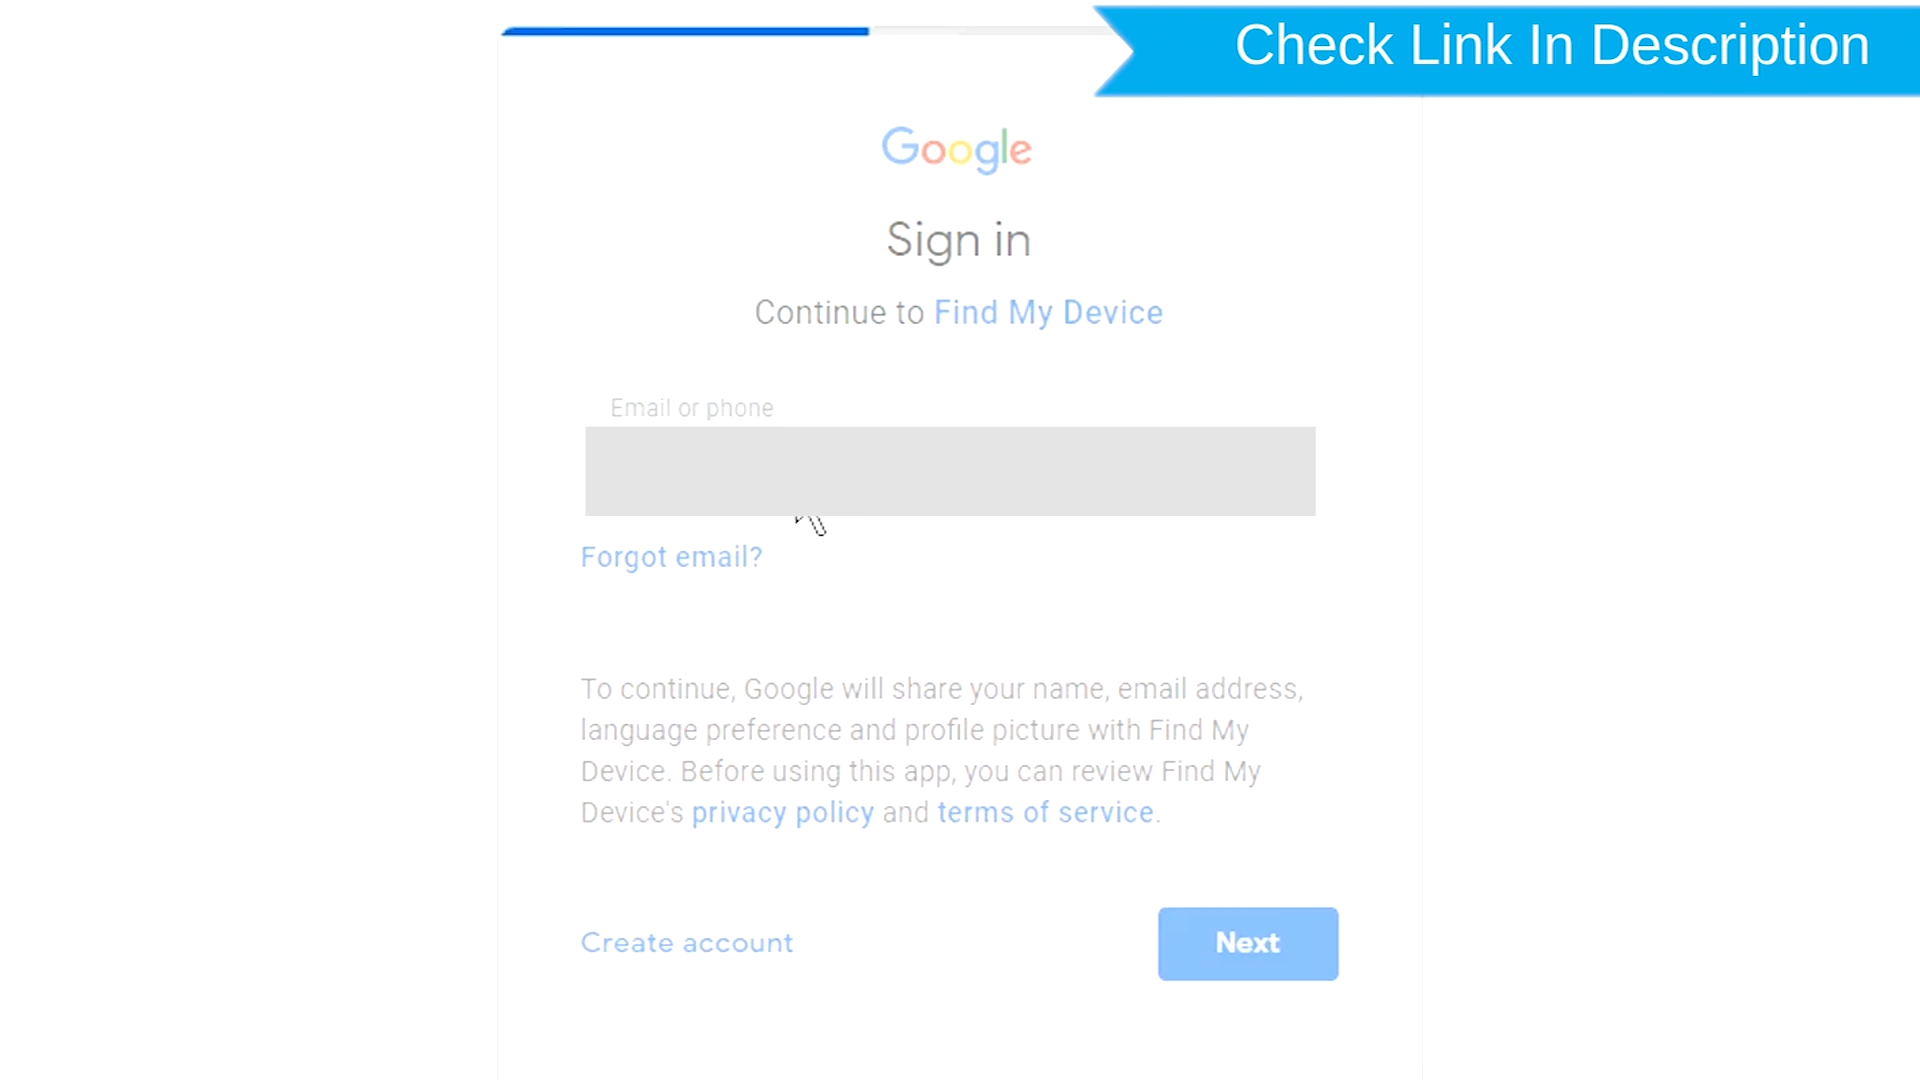 Check Link In Description
Google
Sign in
Continue to Find My Device
Email or phone
Forgot email?
To continue, Google will share your name, email address,
language preference and profile picture with Find My
Device. Before using this app, you can review Find My
Device's privacy policy and terms of service.
Create account
Next